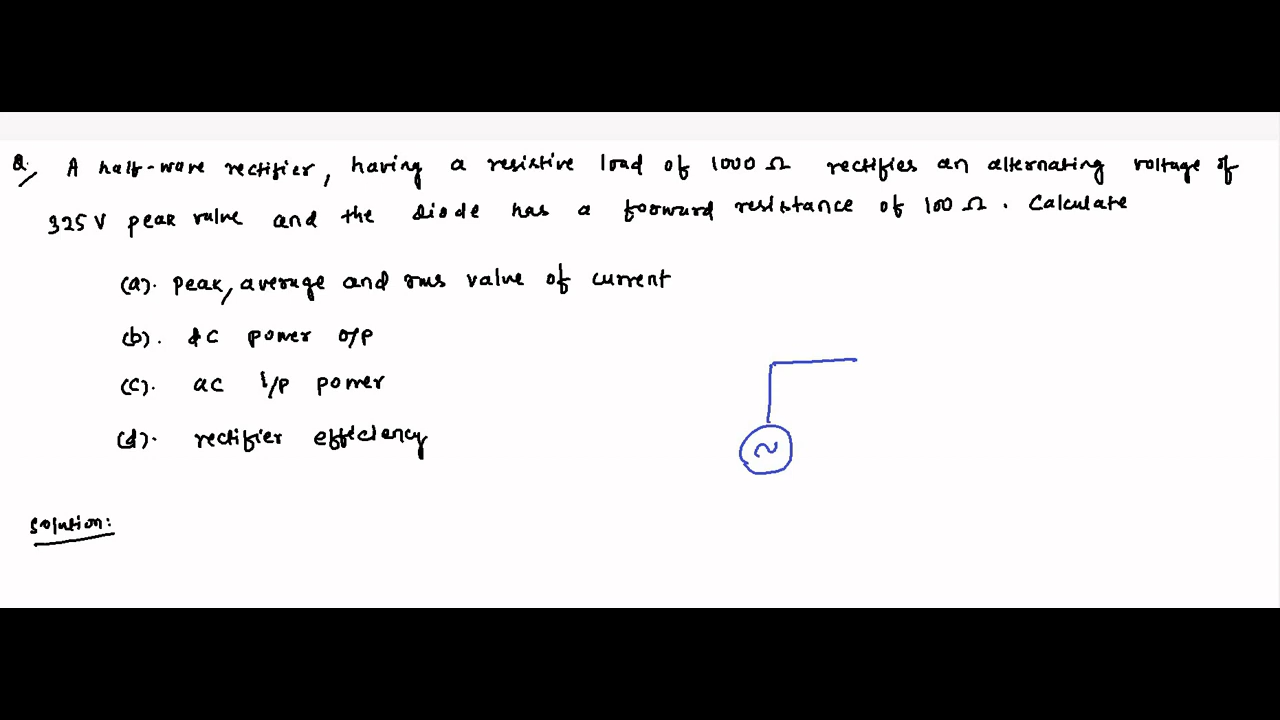 Q, A half-wave rectifier, having a resistive load of 1000 Ω rectifies an alternating voltage of
325 V peak value and the diode has a forward resistance of 100 Ω. Calculate
(a). peak, average and rms value of current
(b). dc power o/p
(c). ac i/p power
(d). rectifier efficiency
~
Solution: